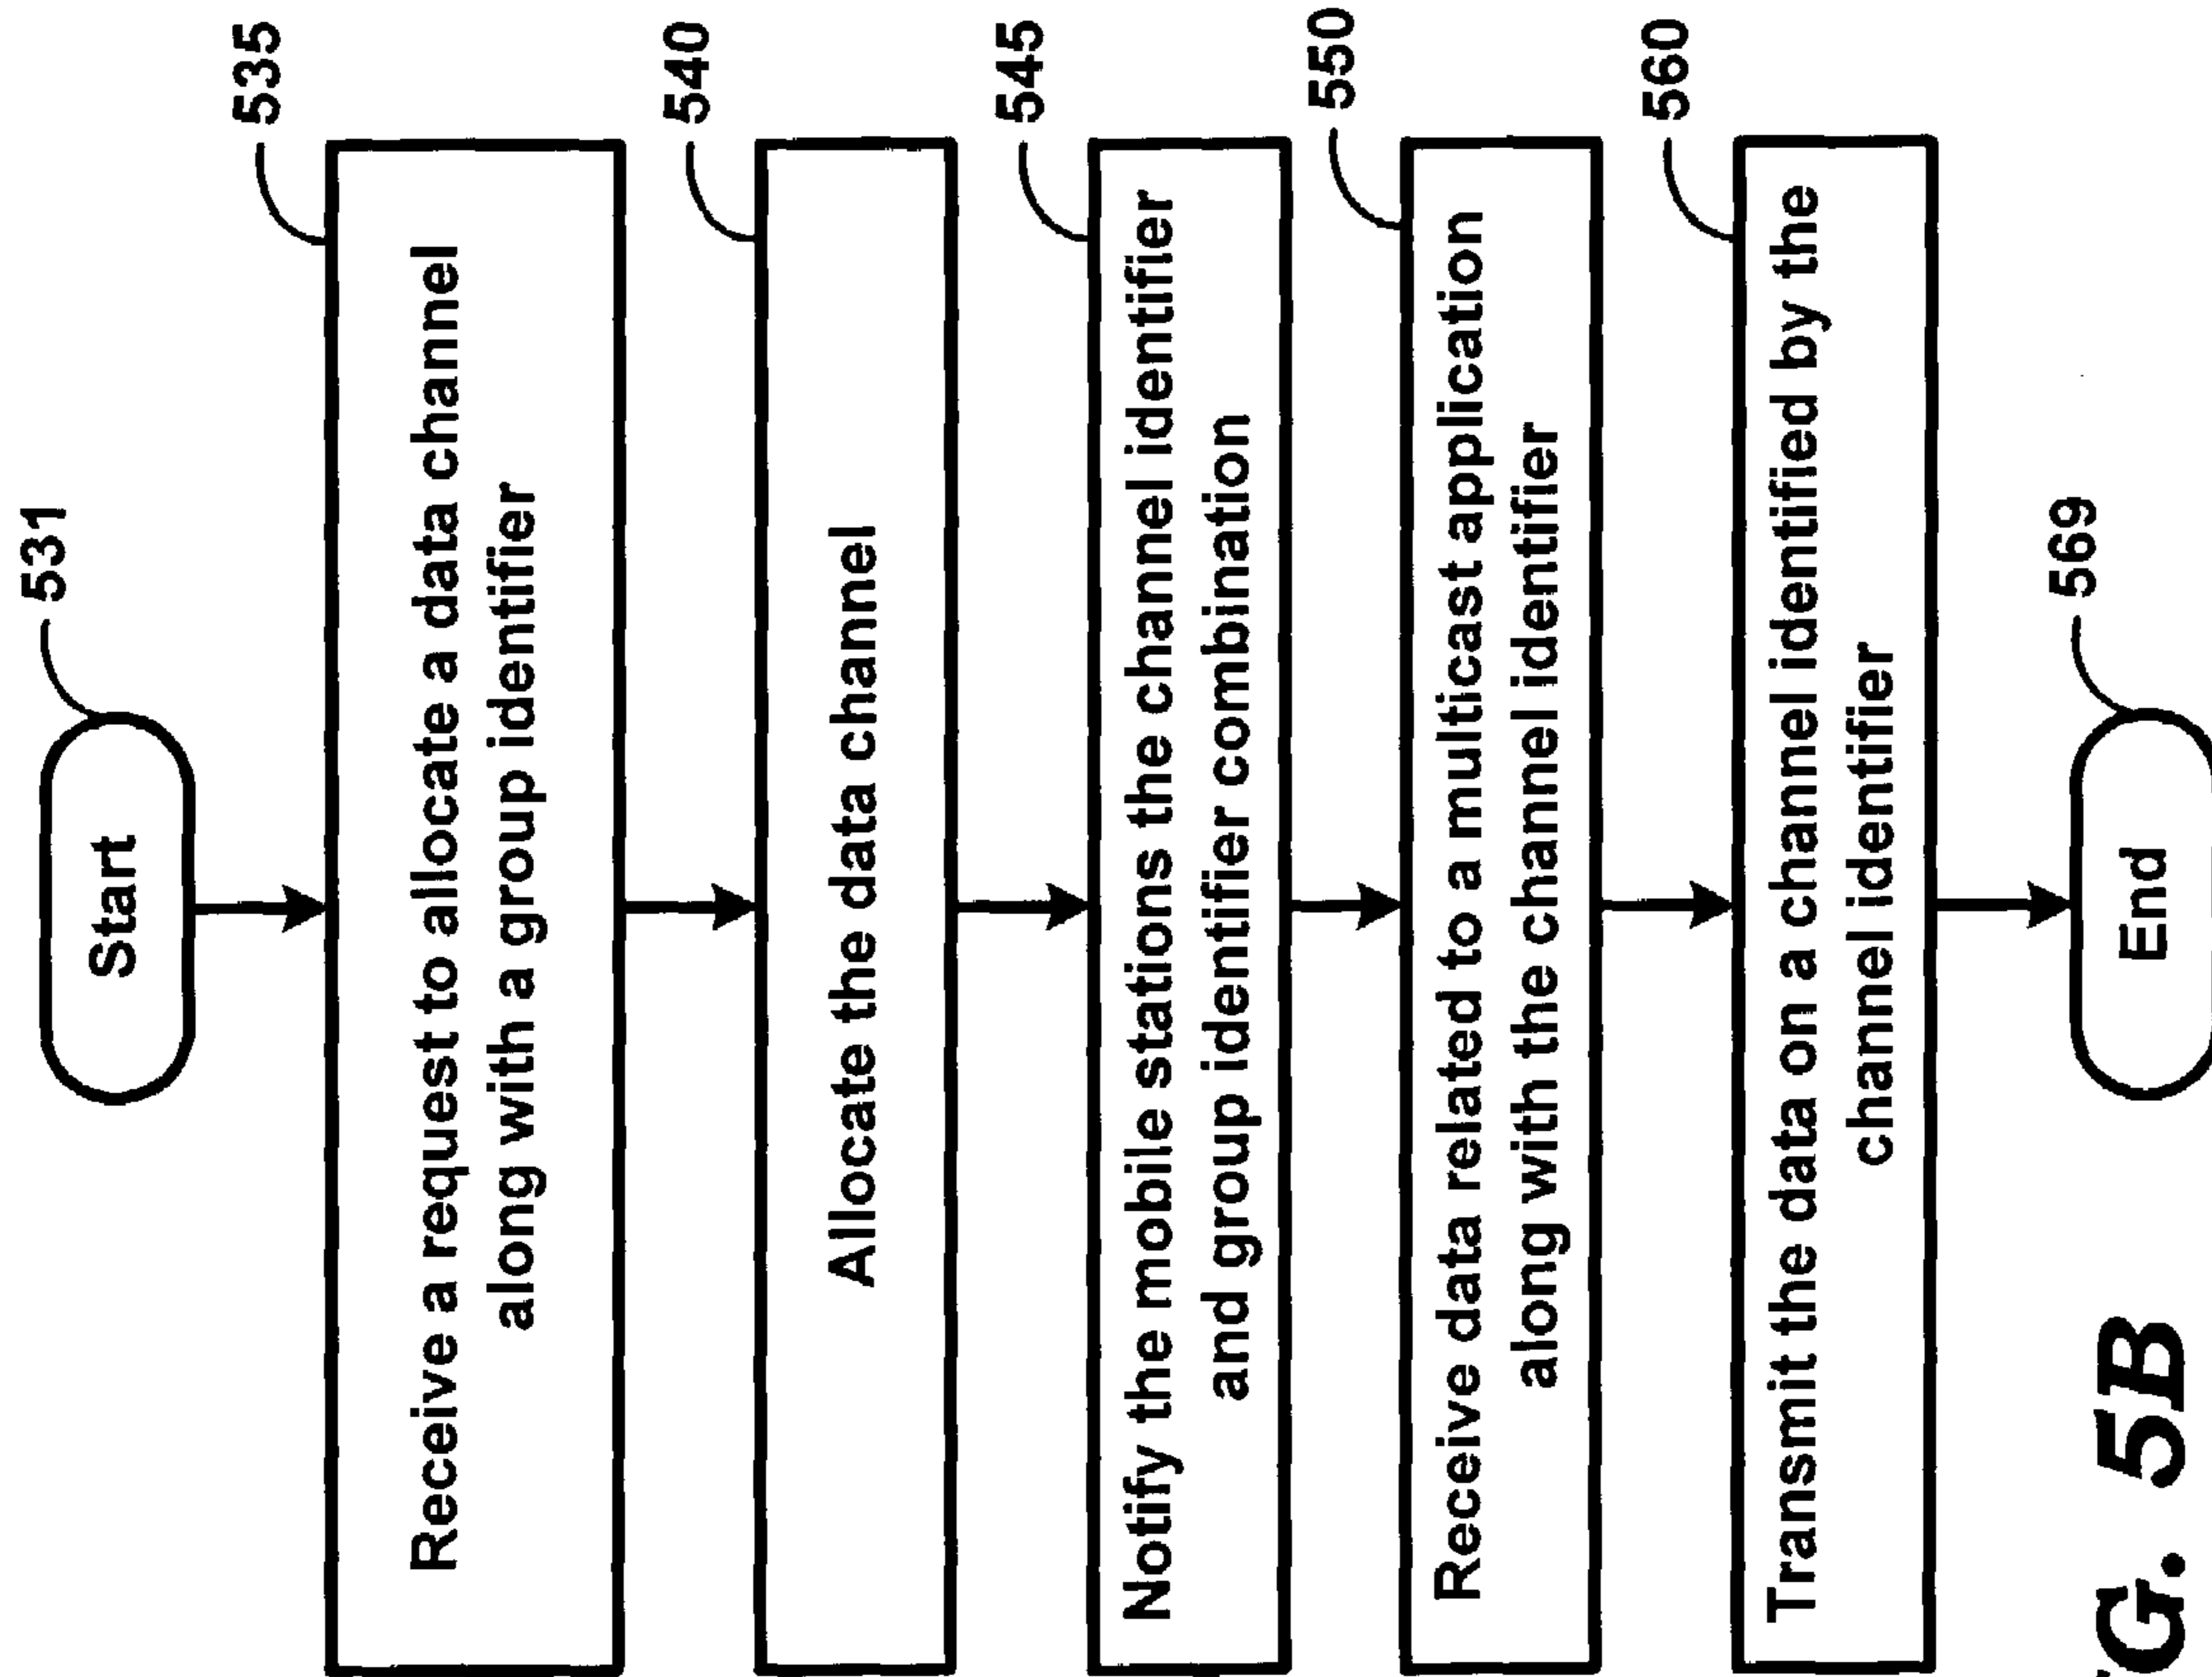 531
Start
535
Receive a request to allocate a data channel
along with a group identifier
540
Allocate the data channel
545
Notify the mobile stations the channel identifier
and group identifier combination
550
Receive data related to a multicast application
along with the channel identifier
560
Transmit the data on a channel identified by the
channel identifier
569
End
G. 5B